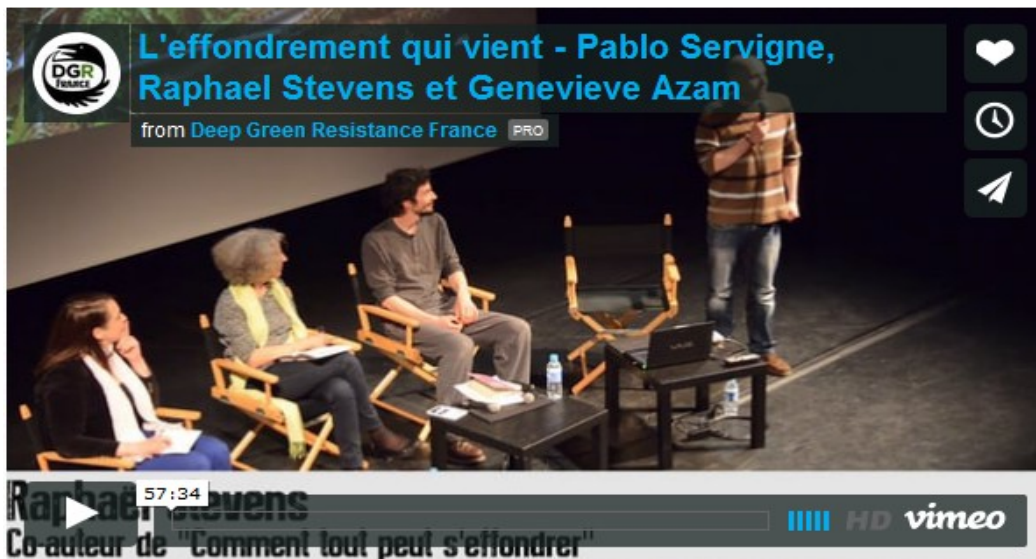 DGR
FRANCE
L'effondrement qui vient - Pablo Servigne,
Raphael Stevens et Genevieve Azam
from Deep Green Resistance France PRO
Raphaël Stevens
57:34
HD vimeo
Co-auteur de "Comment tout peut s'effondrer"